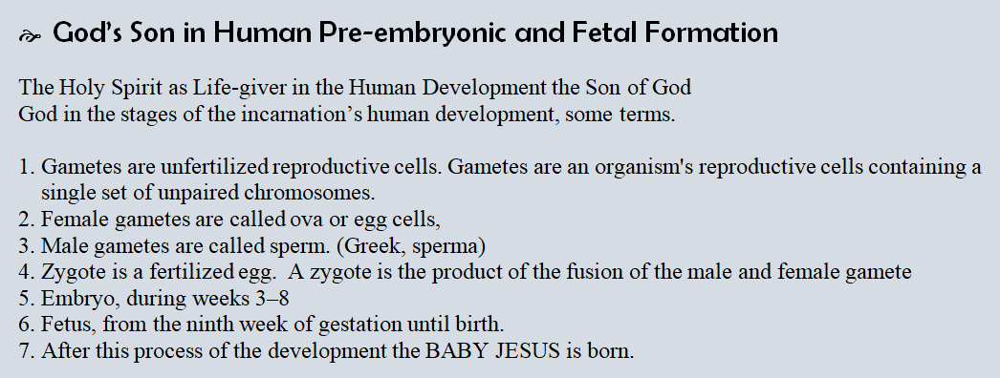 God's Son in Human Pre-embryonic and Fetal Formation
The Holy Spirit as Life-giver in the Human Development the Son of God
God in the stages of the incarnation’s human development, some terms.
1. Gametes are unfertilized reproductive cells. Gametes are an organism's reproductive cells containing a
single set of unpaired chromosomes.
2. Female gametes are called ova or egg cells,
3. Male gametes are called sperm. (Greek, sperma)
4. Zygote is a fertilized egg.  A zygote is the product of the fusion of the male and female gamete
5. Embryo, during weeks 3–8
6. Fetus, from the ninth week of gestation until birth.
7. After this process of the development the BABY JESUS is born.